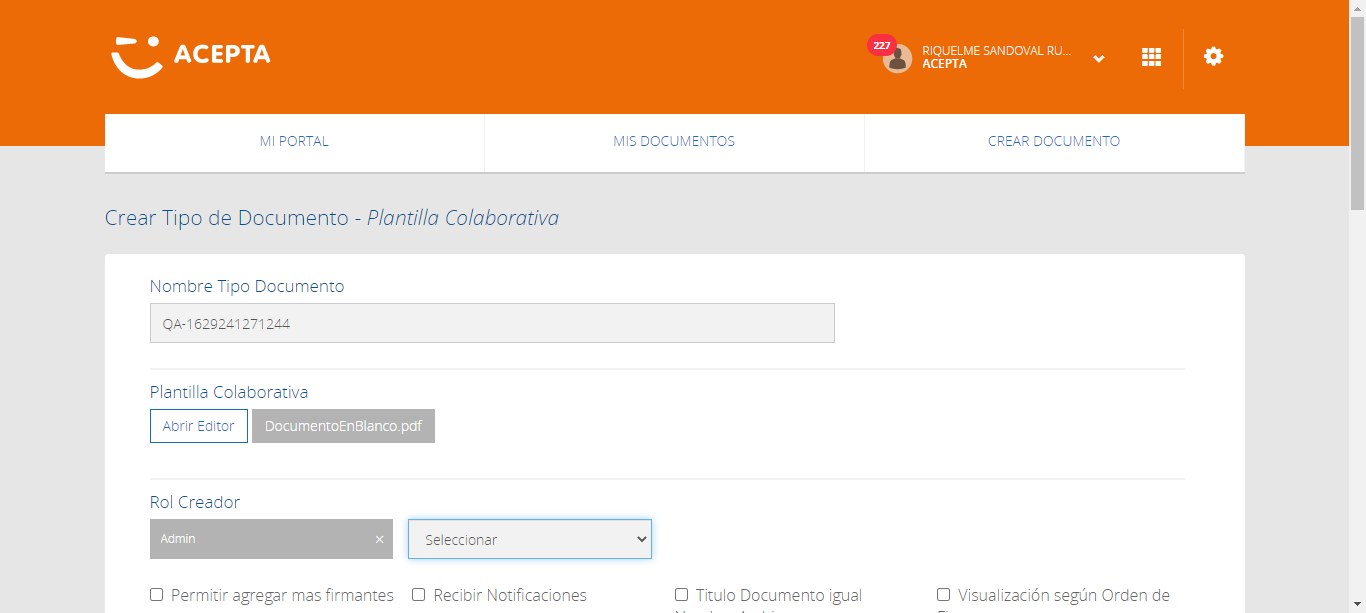 ACEPTA
227
RIQUELME SANDOVAL RU...
ACEPTA
MI PORTAL
MIS DOCUMENTOS
CREAR DOCUMENTO
Crear Tipo de Documento - Plantilla Colaborativa
Nombre Tipo Documento
QA-1629241271244
Plantilla Colaborativa
Abrir Editor
DocumentoEnBlanco.pdf
Rol Creador
Admin ×
Seleccionar
Permitir agregar mas firmantes
Recibir Notificaciones
Titulo Documento igual
Visualización según Orden de